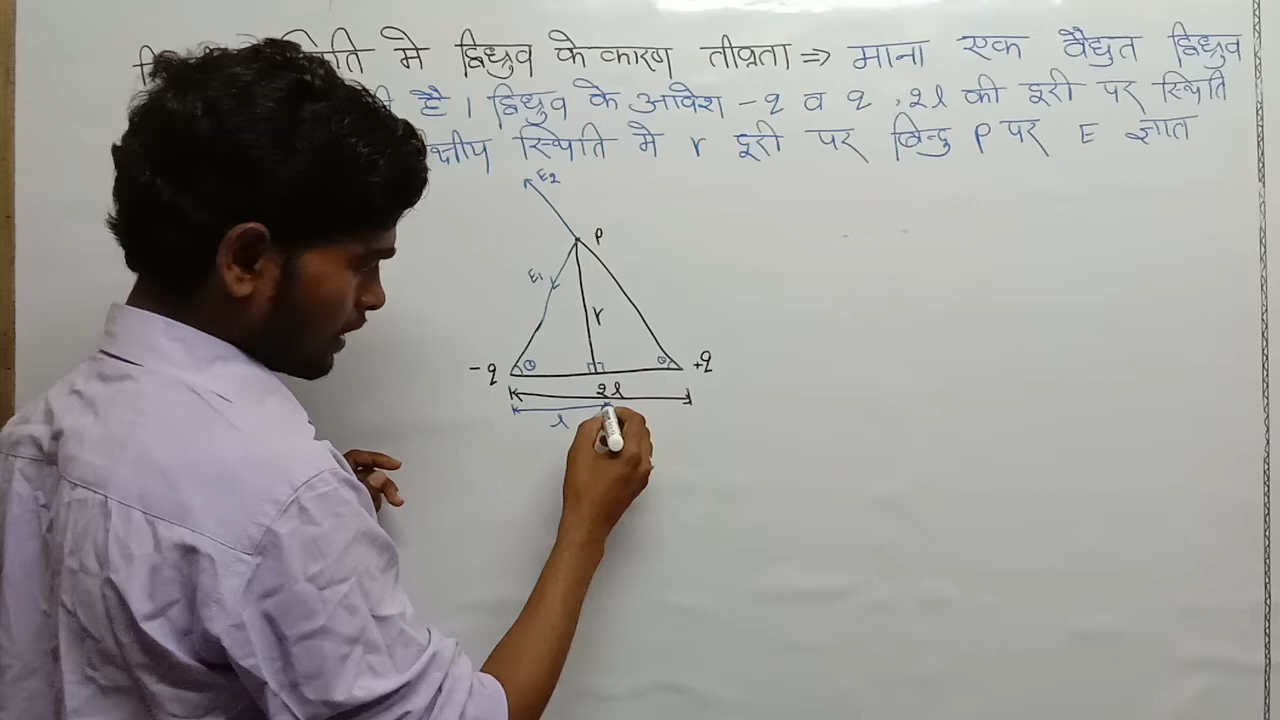 मे द्विध्रुव के कारण तीव्रता ⇒ माना एक वैद्युत द्विध्रुव
है। द्विध्रुव के आवेश -q व q , 2l की दूरी पर स्थिति
स्थिति मे r दूरी पर बिन्दु P पर E ज्ञात
E2
P
E1
r
θ
θ
-q
+q
2l
l